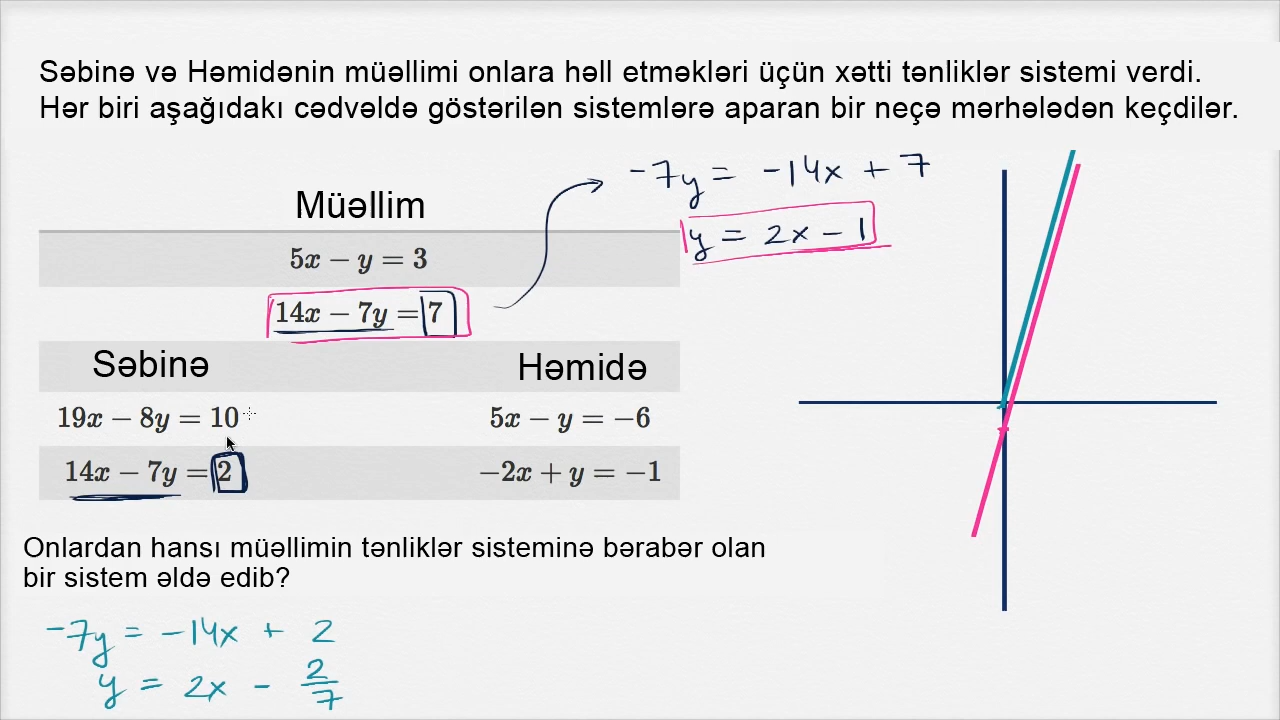 Səbinə və Həmidənin müəllimi onlara həll etməkləri üçün xətti tənliklər sistemi verdi.
Hər biri aşağıdakı cədvəldə göstərilən sistemlərə aparan bir neçə mərhələdən keçdilər.
-7y = -14x + 7
y = 2x - 1
Müəllim
5x − y = 3
14x − 7y = 7
Səbinə Həmidə
19x − 8y = 10 5x − y = −6
14x − 7y = 2 −2x + y = −1
Onlardan hansı müəllimin tənliklər sisteminə bərabər olan
bir sistem əldə edib?
-7y = -14x + 2
y = 2x - 2/7